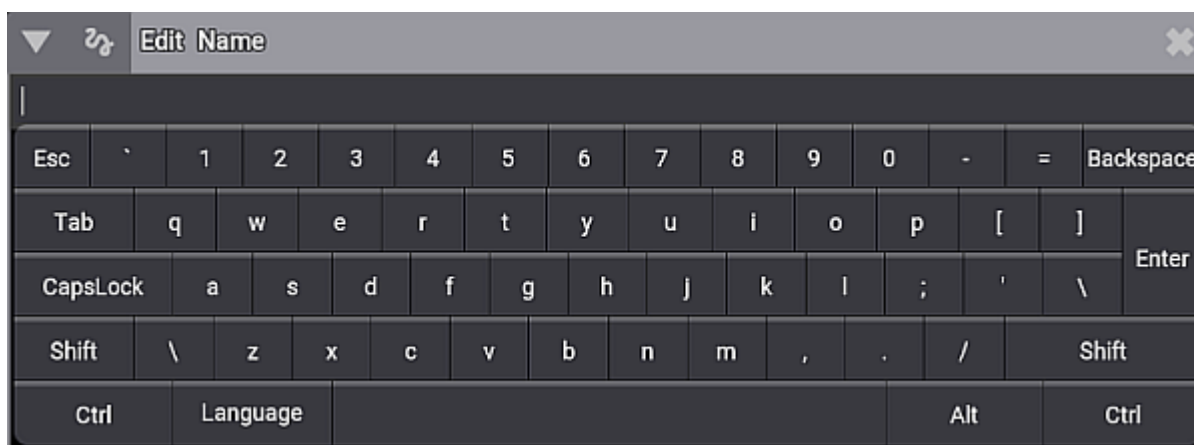 Edit Name
Esc ` 1 2 3 4 5 6 7 8 9 0 - = Backspace
Tab q w e r t y u i o p [ ]
Enter
CapsLock a s d f g h j k l ; ' \
Shift \ z x c v b n m , . / Shift
Ctrl Language Alt Ctrl